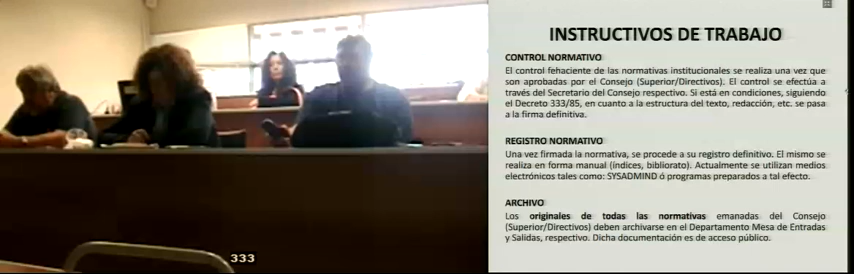 INSTRUCTIVOS DE TRABAJO
CONTROL NORMATIVO
El control fehaciente de las normativas institucionales se realiza una vez que
son aprobadas por el Consejo (Superior/Directivos). El control se efectúa a
través del Secretario del Consejo respectivo. Si está en condiciones, siguiendo
el Decreto 333/85, en cuanto a la estructura del texto, redacción, etc. se pasa
a la firma definitiva.
REGISTRO NORMATIVO
Una vez firmada la normativa, se procede a su registro definitivo. El mismo se
realiza en forma manual (índices, bibliorato). Actualmente se utilizan medios
electrónicos tales como: SYSADMIND ó programas preparados a tal efecto.
ARCHIVO
Los originales de todas las normativas emanadas del Consejo
(Superior/Directivos) deben archivarse en el Departamento Mesa de Entradas
y Salidas, respectivo. Dicha documentación es de acceso público.
333